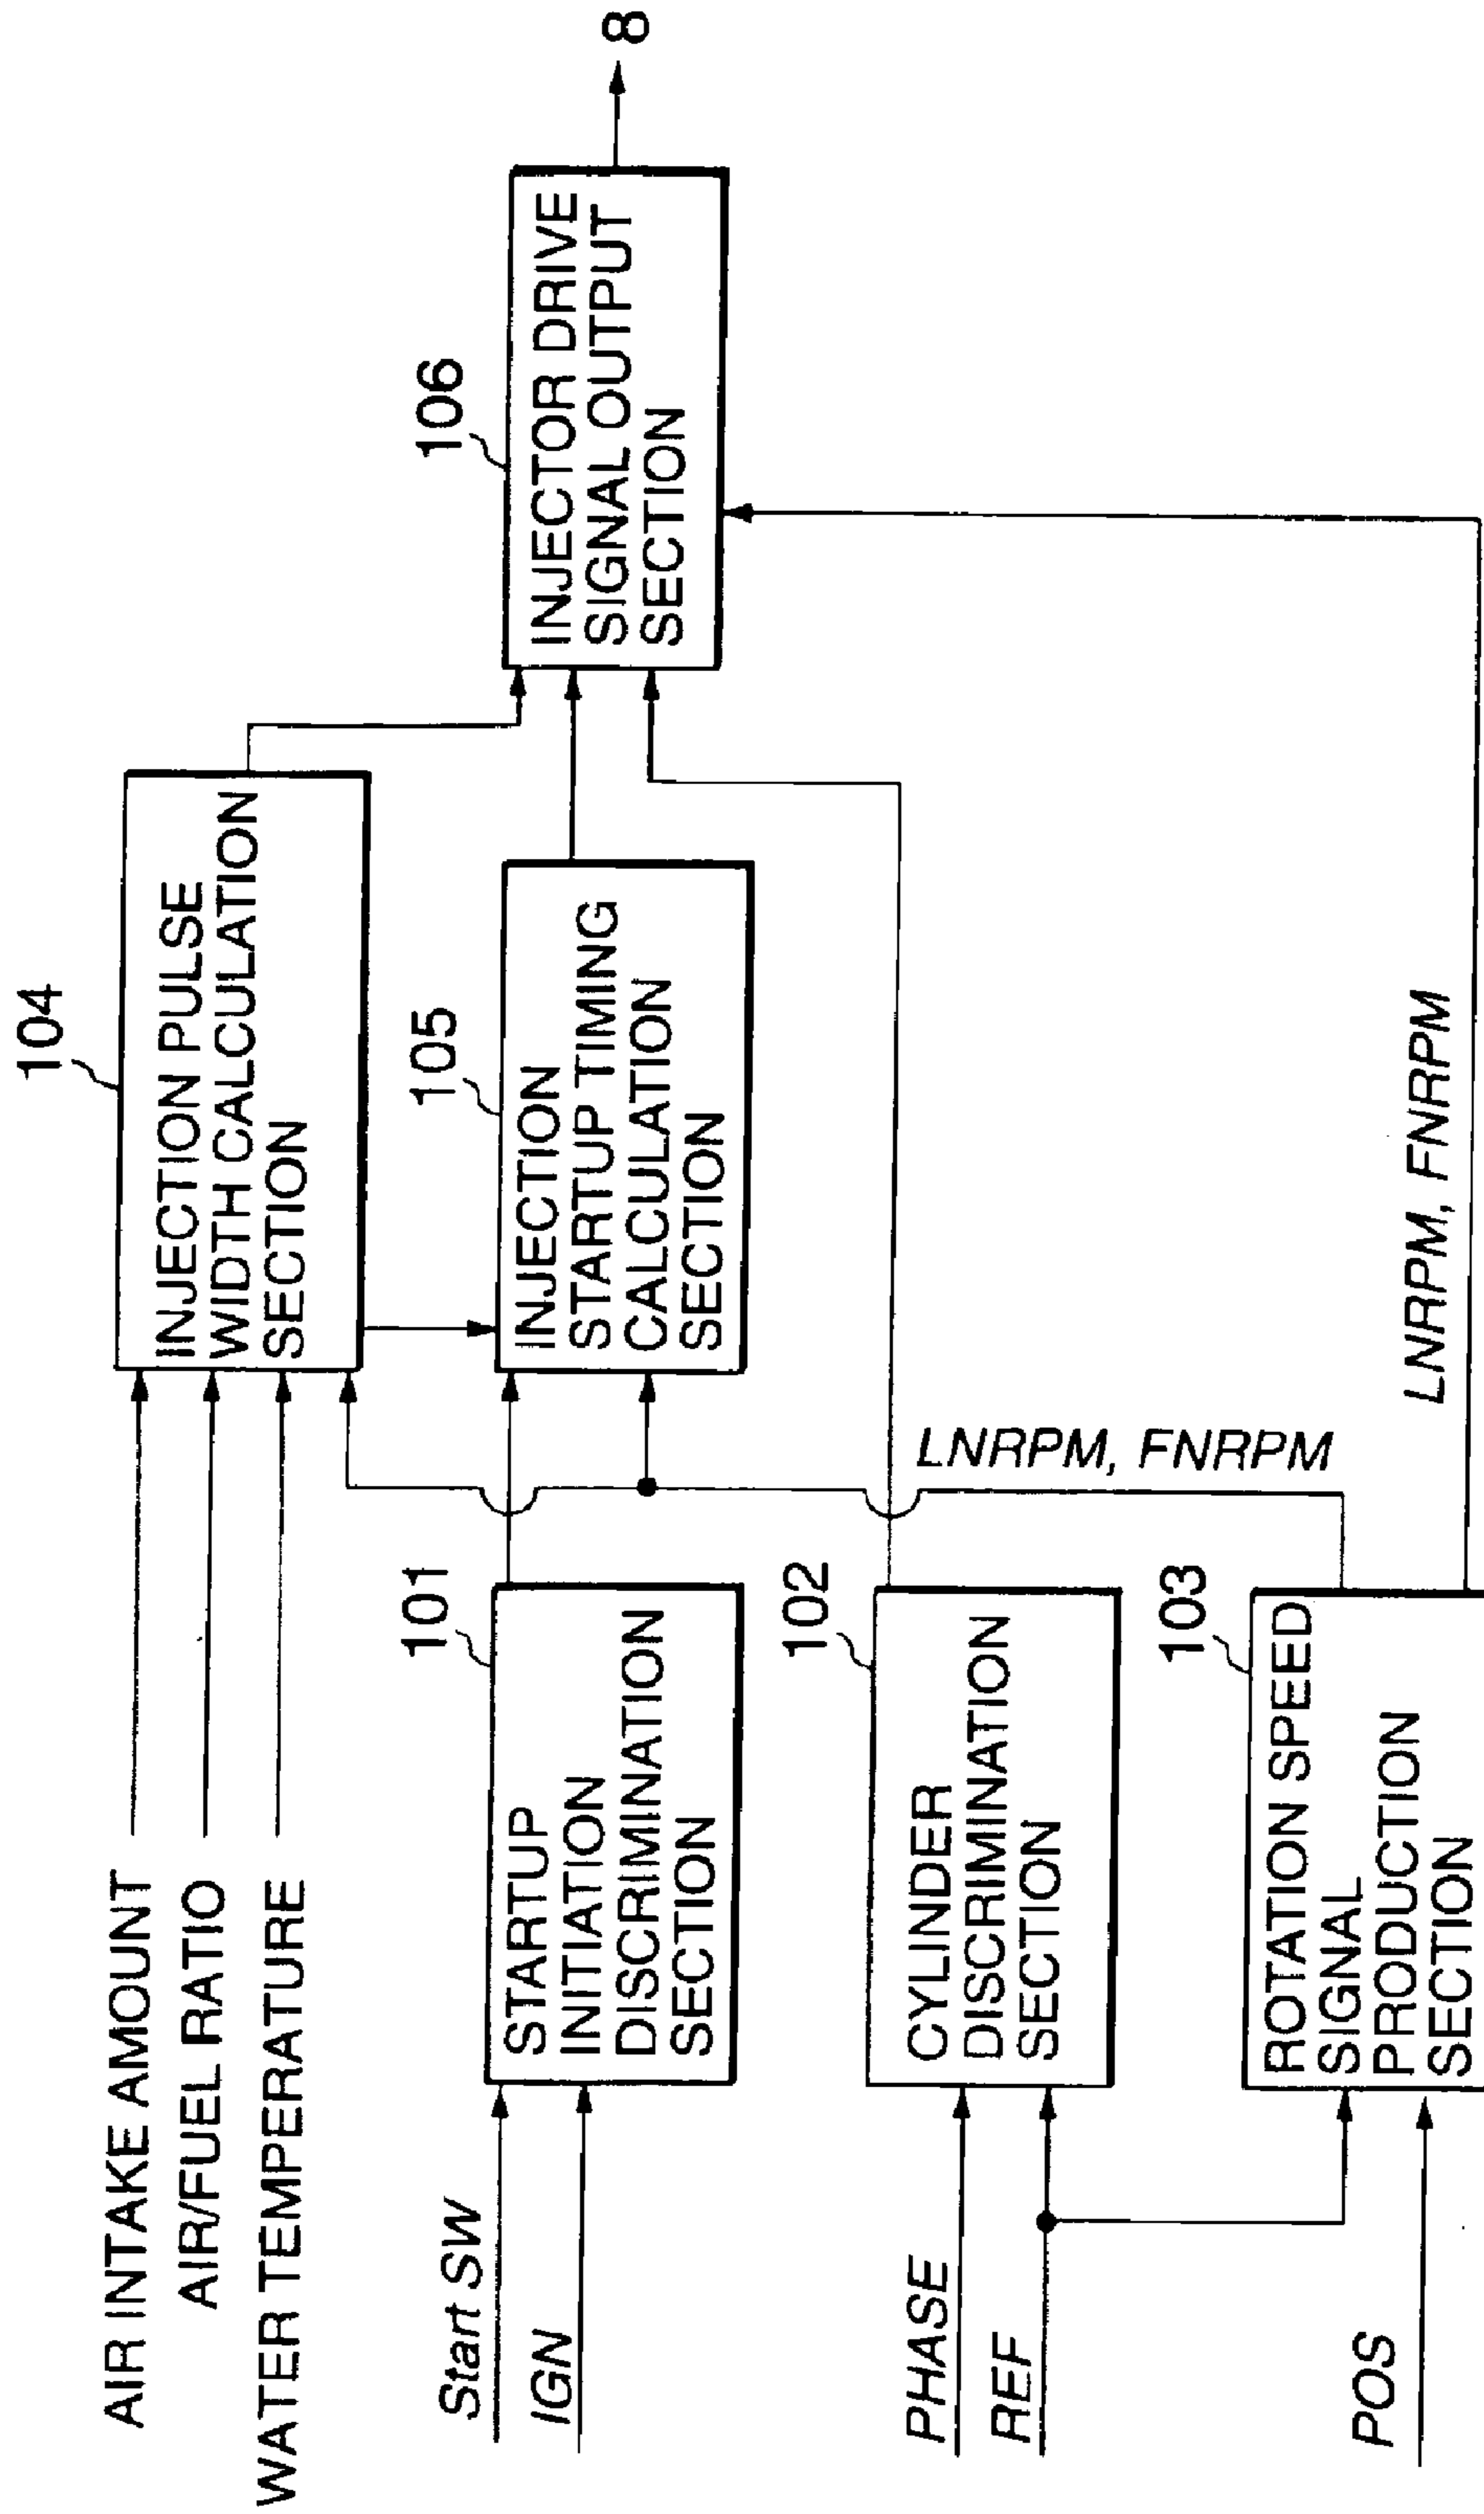 AIR INTAKE AMOUNT
AIR/FUEL RATIO
WATER TEMPERATURE
104
INJECTION PULSE
WIDTH CALCULATION
SECTION
Start SW
IGN
101
STARTUP
INITIATION
DISCRIMINATION
SECTION
105
INJECTION
STARTUP TIMING
CALCULATION
SECTION
106
INJECTOR DRIVE
SIGNAL OUTPUT
SECTION
8
PHASE
REF
102
CYLINDER
DISCRIMINATION
SECTION
LNRPM, FNRPM
POS
103
ROTATION SPEED
SIGNAL
PRODUCTION
SECTION
LNRPM, FNRPM